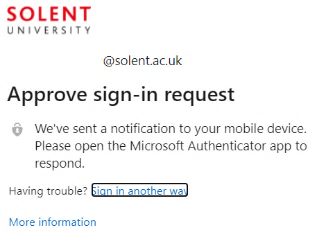 SOLENT
UNIVERSITY
@solent.ac.uk
Approve sign-in request
We've sent a notification to your mobile device.
Please open the Microsoft Authenticator app to
respond.
Having trouble? Sign in another way
More information